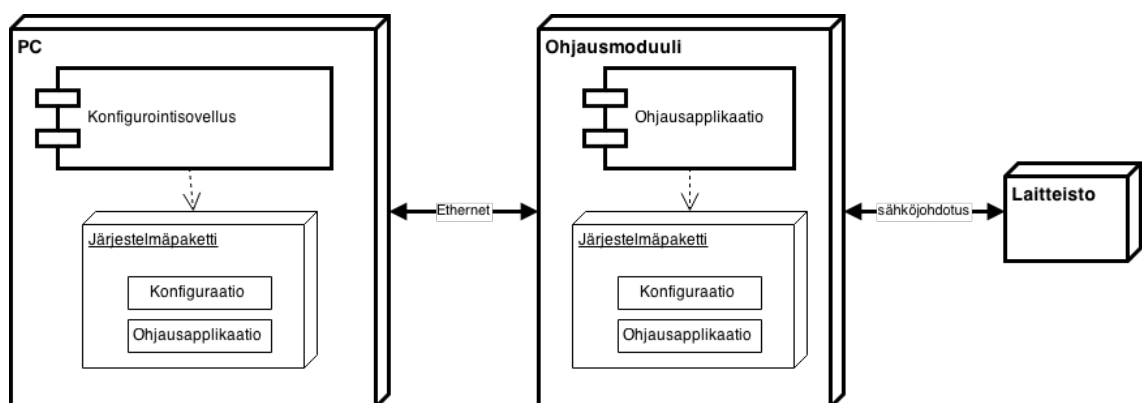 PC
Konfigurointisovellus
Järjestelmäpaketti
Konfiguraatio
Ohjausapplikaatio
Ethernet
Ohjausmoduuli
Ohjausapplikaatio
Järjestelmäpaketti
Konfiguraatio
Ohjausapplikaatio
sähköjohdotus
Laitteisto